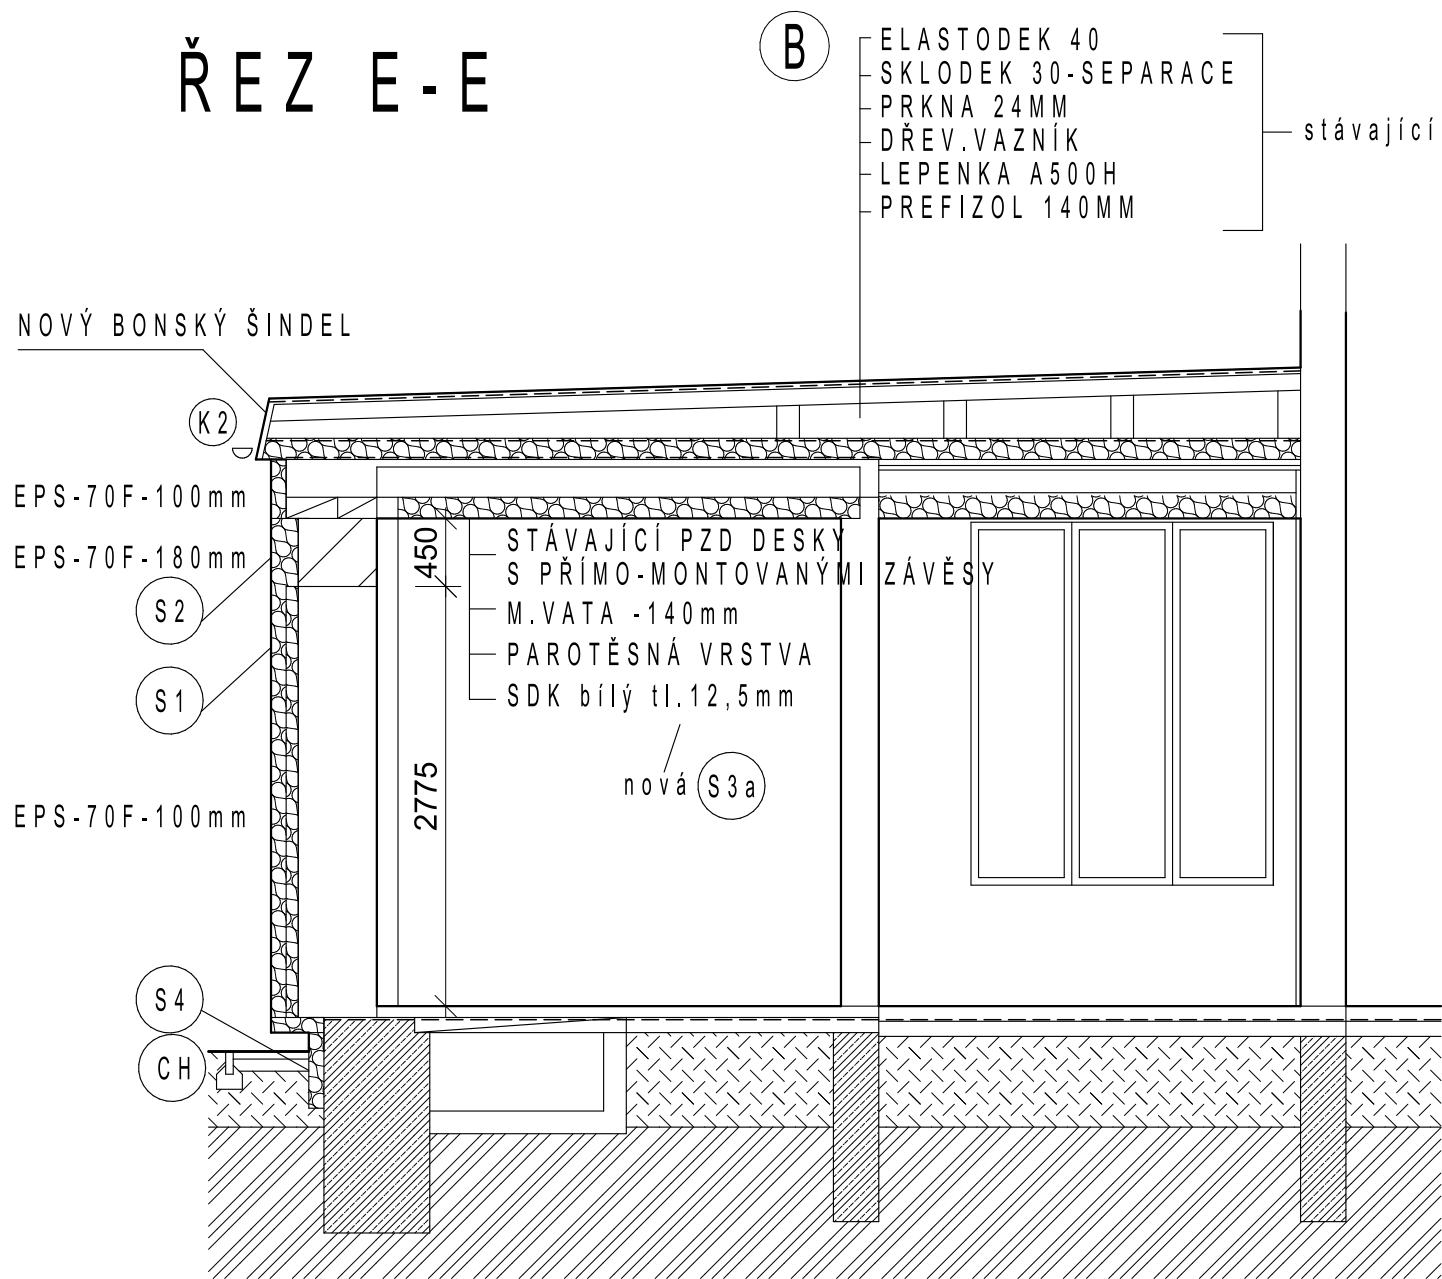 ŘEZ E-E
B
ELASTODEK 40
SKLODEK 30-SEPARACE
PRKNA 24MM
DŘEV.VAZNÍK
LEPENKA A500H
PREFIZOL 140MM
stávající
NOVÝ BONSKÝ ŠINDEL
K2
EPS-70F-100mm
EPS-70F-180mm
S2
S1
EPS-70F-100mm
450
STÁVAJÍCÍ PZD DESKY
S PŘÍMO-MONTOVANÝMI ZÁVĚSY
M.VATA -140mm
PAROTĚSNÁ VRSTVA
SDK bílý tl.12,5mm
2775
nová S3a
S4
CH